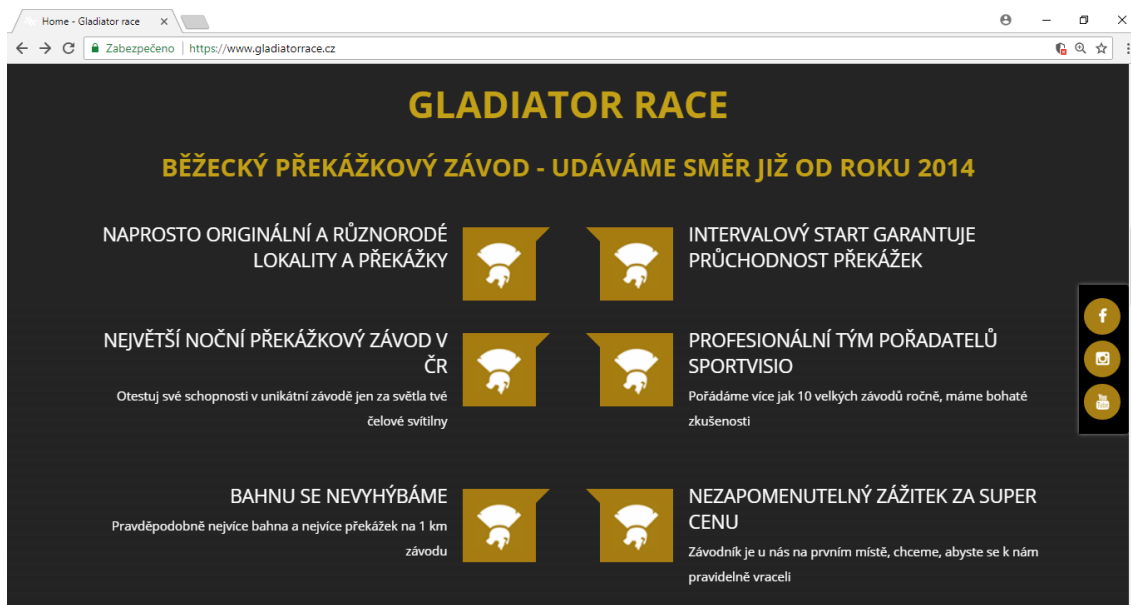 Home - Gladiator race
Zabezpečeno | https://www.gladiatorrace.cz
GLADIATOR RACE
BĚŽECKÝ PŘEKÁŽKOVÝ ZÁVOD - UDÁVÁME SMĚR JIŽ OD ROKU 2014
NAPROSTO ORIGINÁLNÍ A RŮZNORODÉ
LOKALITY A PŘEKÁŽKY
INTERVALOVÝ START GARANTUJE
PRŮCHODNOST PŘEKÁŽEK
NEJVĚTŠÍ NOČNÍ PŘEKÁŽKOVÝ ZÁVOD V
ČR
Otestuj své schopnosti v unikátní závodě jen za světla tvé
čelové svítilny
PROFESIONÁLNÍ TÝM POŘADATELŮ
SPORTVISIO
Pořádáme více jak 10 velkých závodů ročně, máme bohaté
zkušenosti
BAHNU SE NEVYHÝBÁME
Pravděpodobně nejvíce bahna a nejvíce překážek na 1 km
závodu
NEZAPOMENUTELNÝ ZÁŽITEK ZA SUPER
CENU
Závodník je u nás na prvním místě, chceme, abyste se k nám
pravidelně vraceli
You
Tube